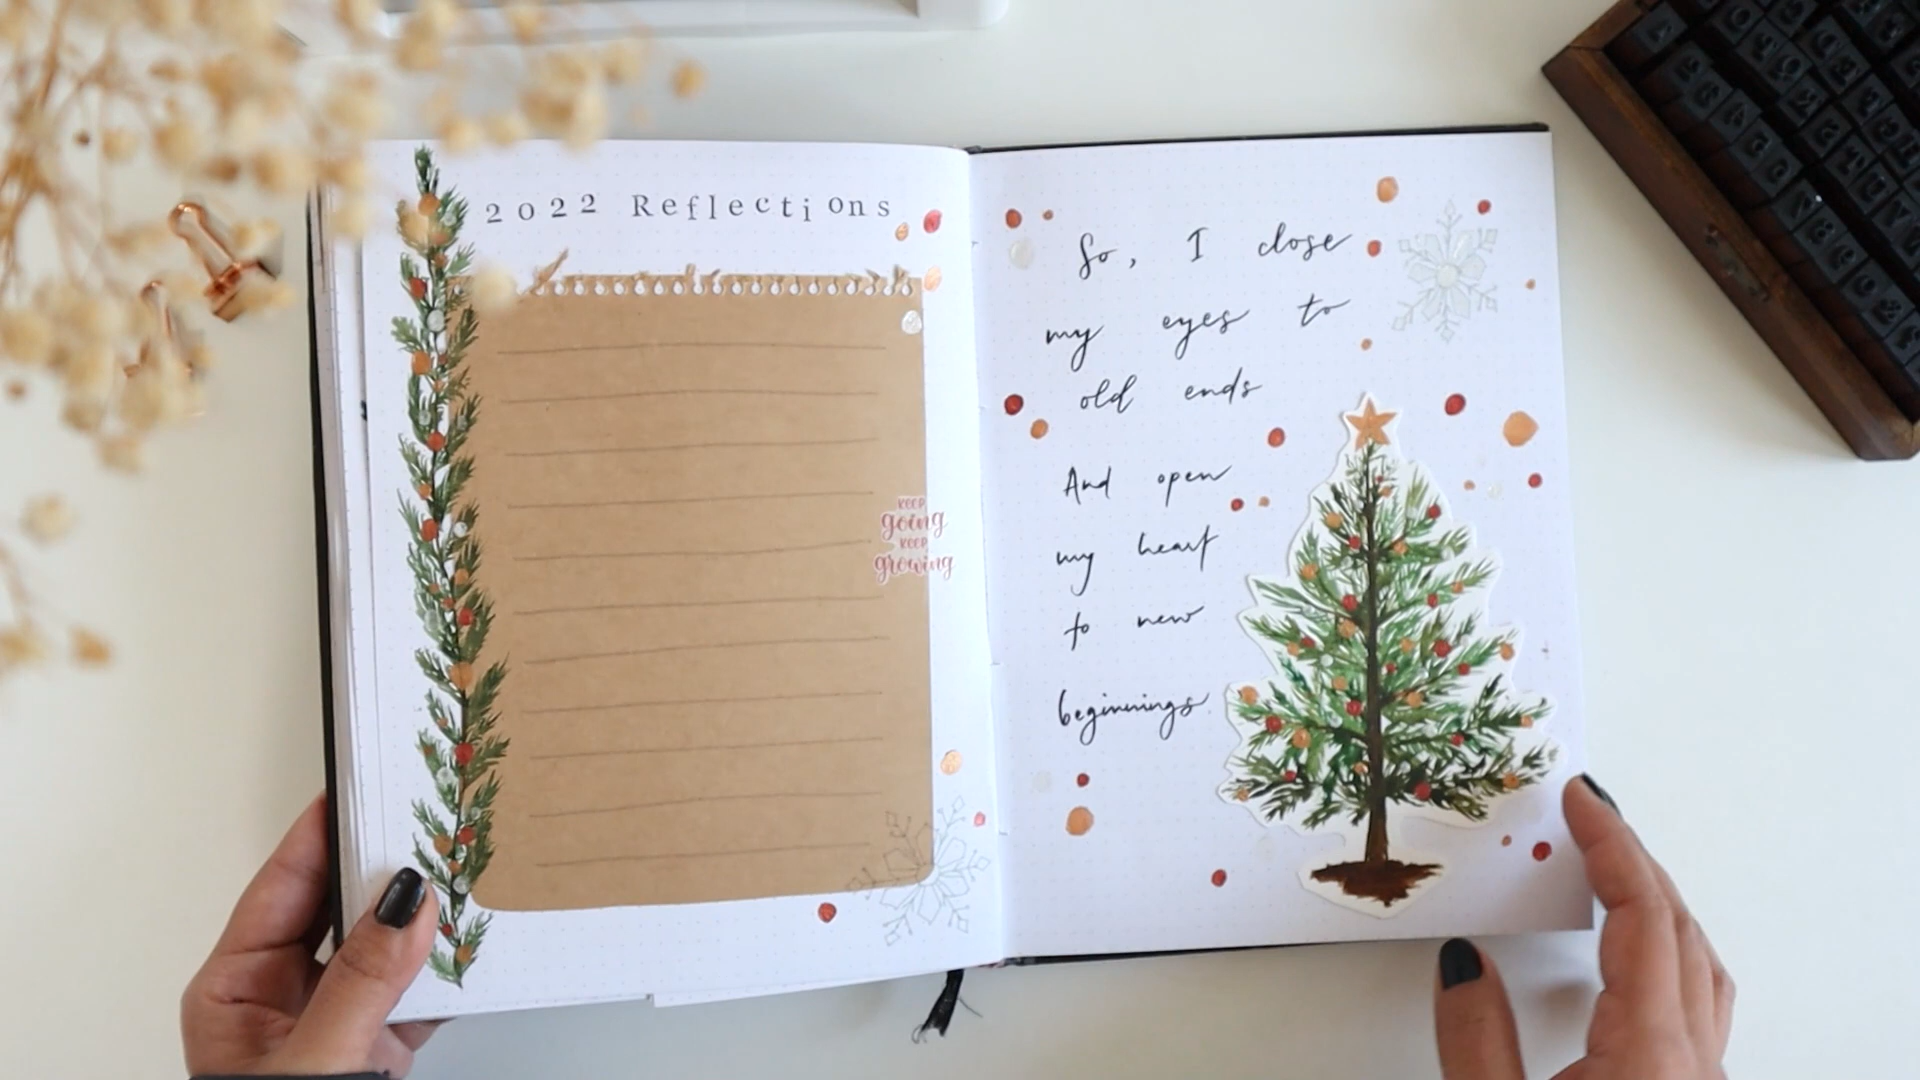 2022 Reflections
KEEP
going
KEEP
growing
So, I close
my eyes to
old ends
And open
my heart
to new
beginnings.